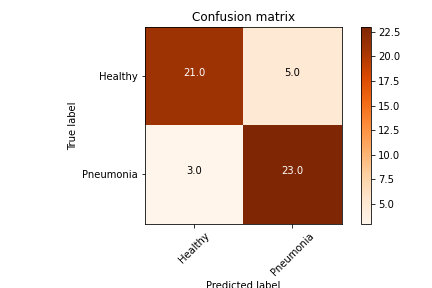 Confusion matrix
True label
Healthy
21.0
5.0
Pneumonia
3.0
23.0
Healthy
Pneumonia
Predicted label
22.5
20.0
17.5
15.0
12.5
10.0
7.5
5.0